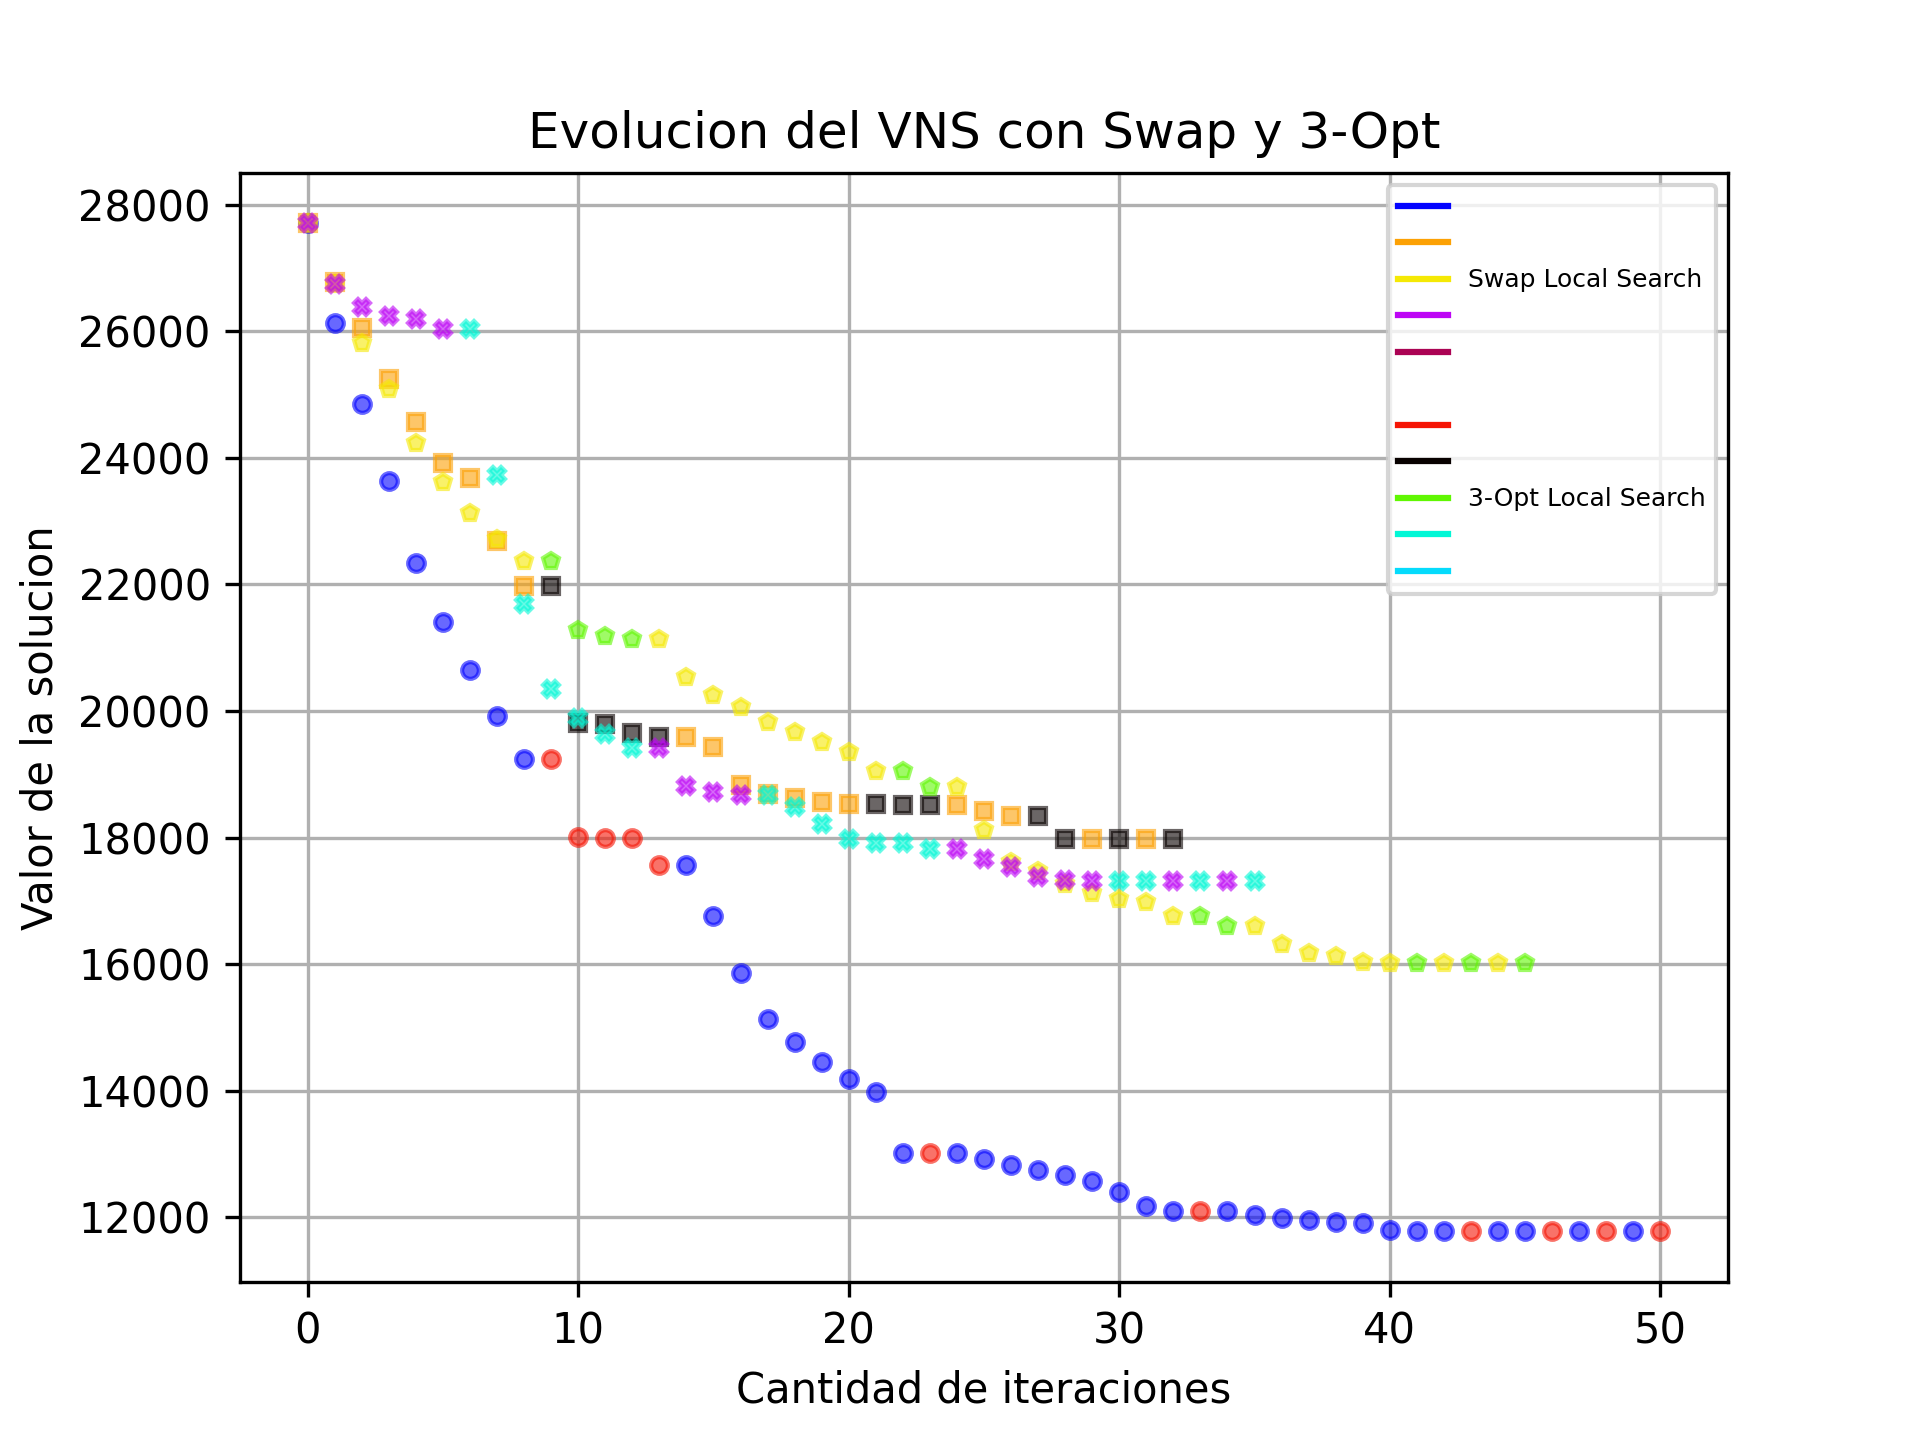 Evolucion del VNS con Swap y 3-Opt
28000
26000
24000
22000
20000
18000
16000
14000
12000
Valor de la solucion
Swap Local Search
3-Opt Local Search
0 10 20 30 40 50
Cantidad de iteraciones